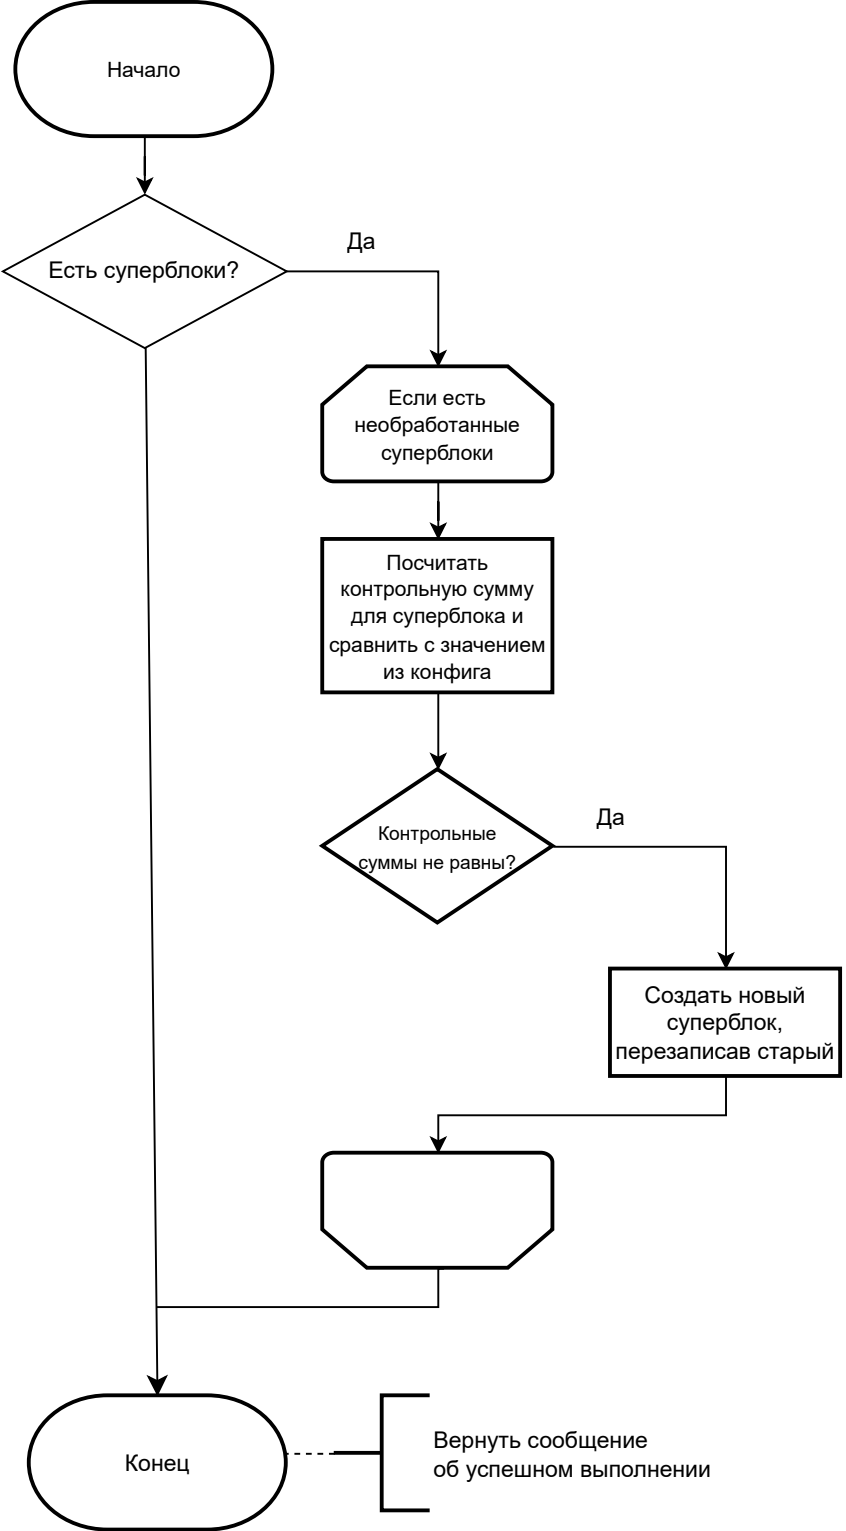 Начало
Да
Есть суперблоки?
Если есть
необработанные
суперблоки
Посчитать
контрольную сумму
для суперблока и
сравнить с значением
из конфига
Да
Контрольные
суммы не равны?
Создать новый
суперблок,
перезаписав старый
Конец
Вернуть сообщение
об успешном выполнении